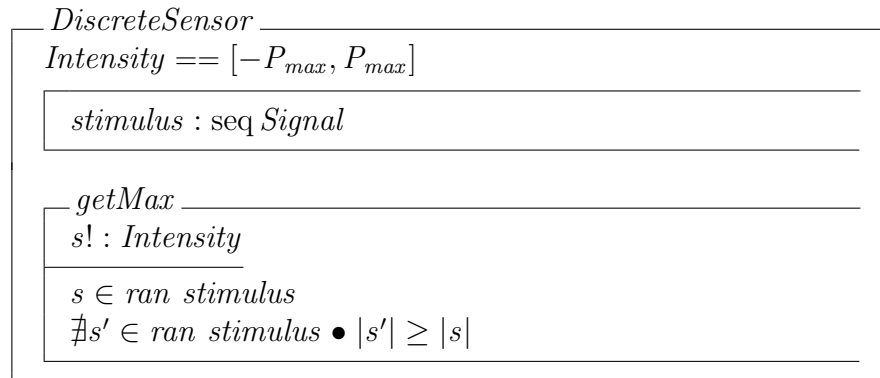 DiscreteSensor
Intensity == [−P_max, P_max]
stimulus : seq Signal
getMax
s! : Intensity
s ∈ ran stimulus
∄s′ ∈ ran stimulus • |s′| ≥ |s|